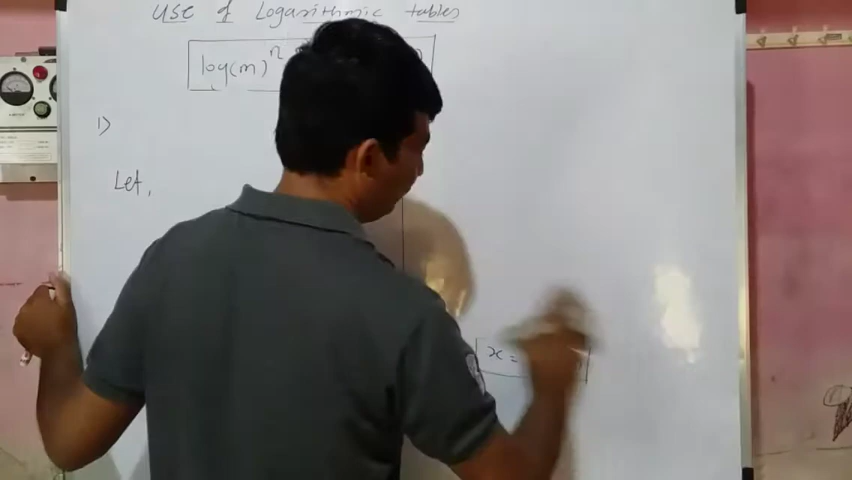 Use of Logarithmic tables
log(m)^n
1)
Let,
x =